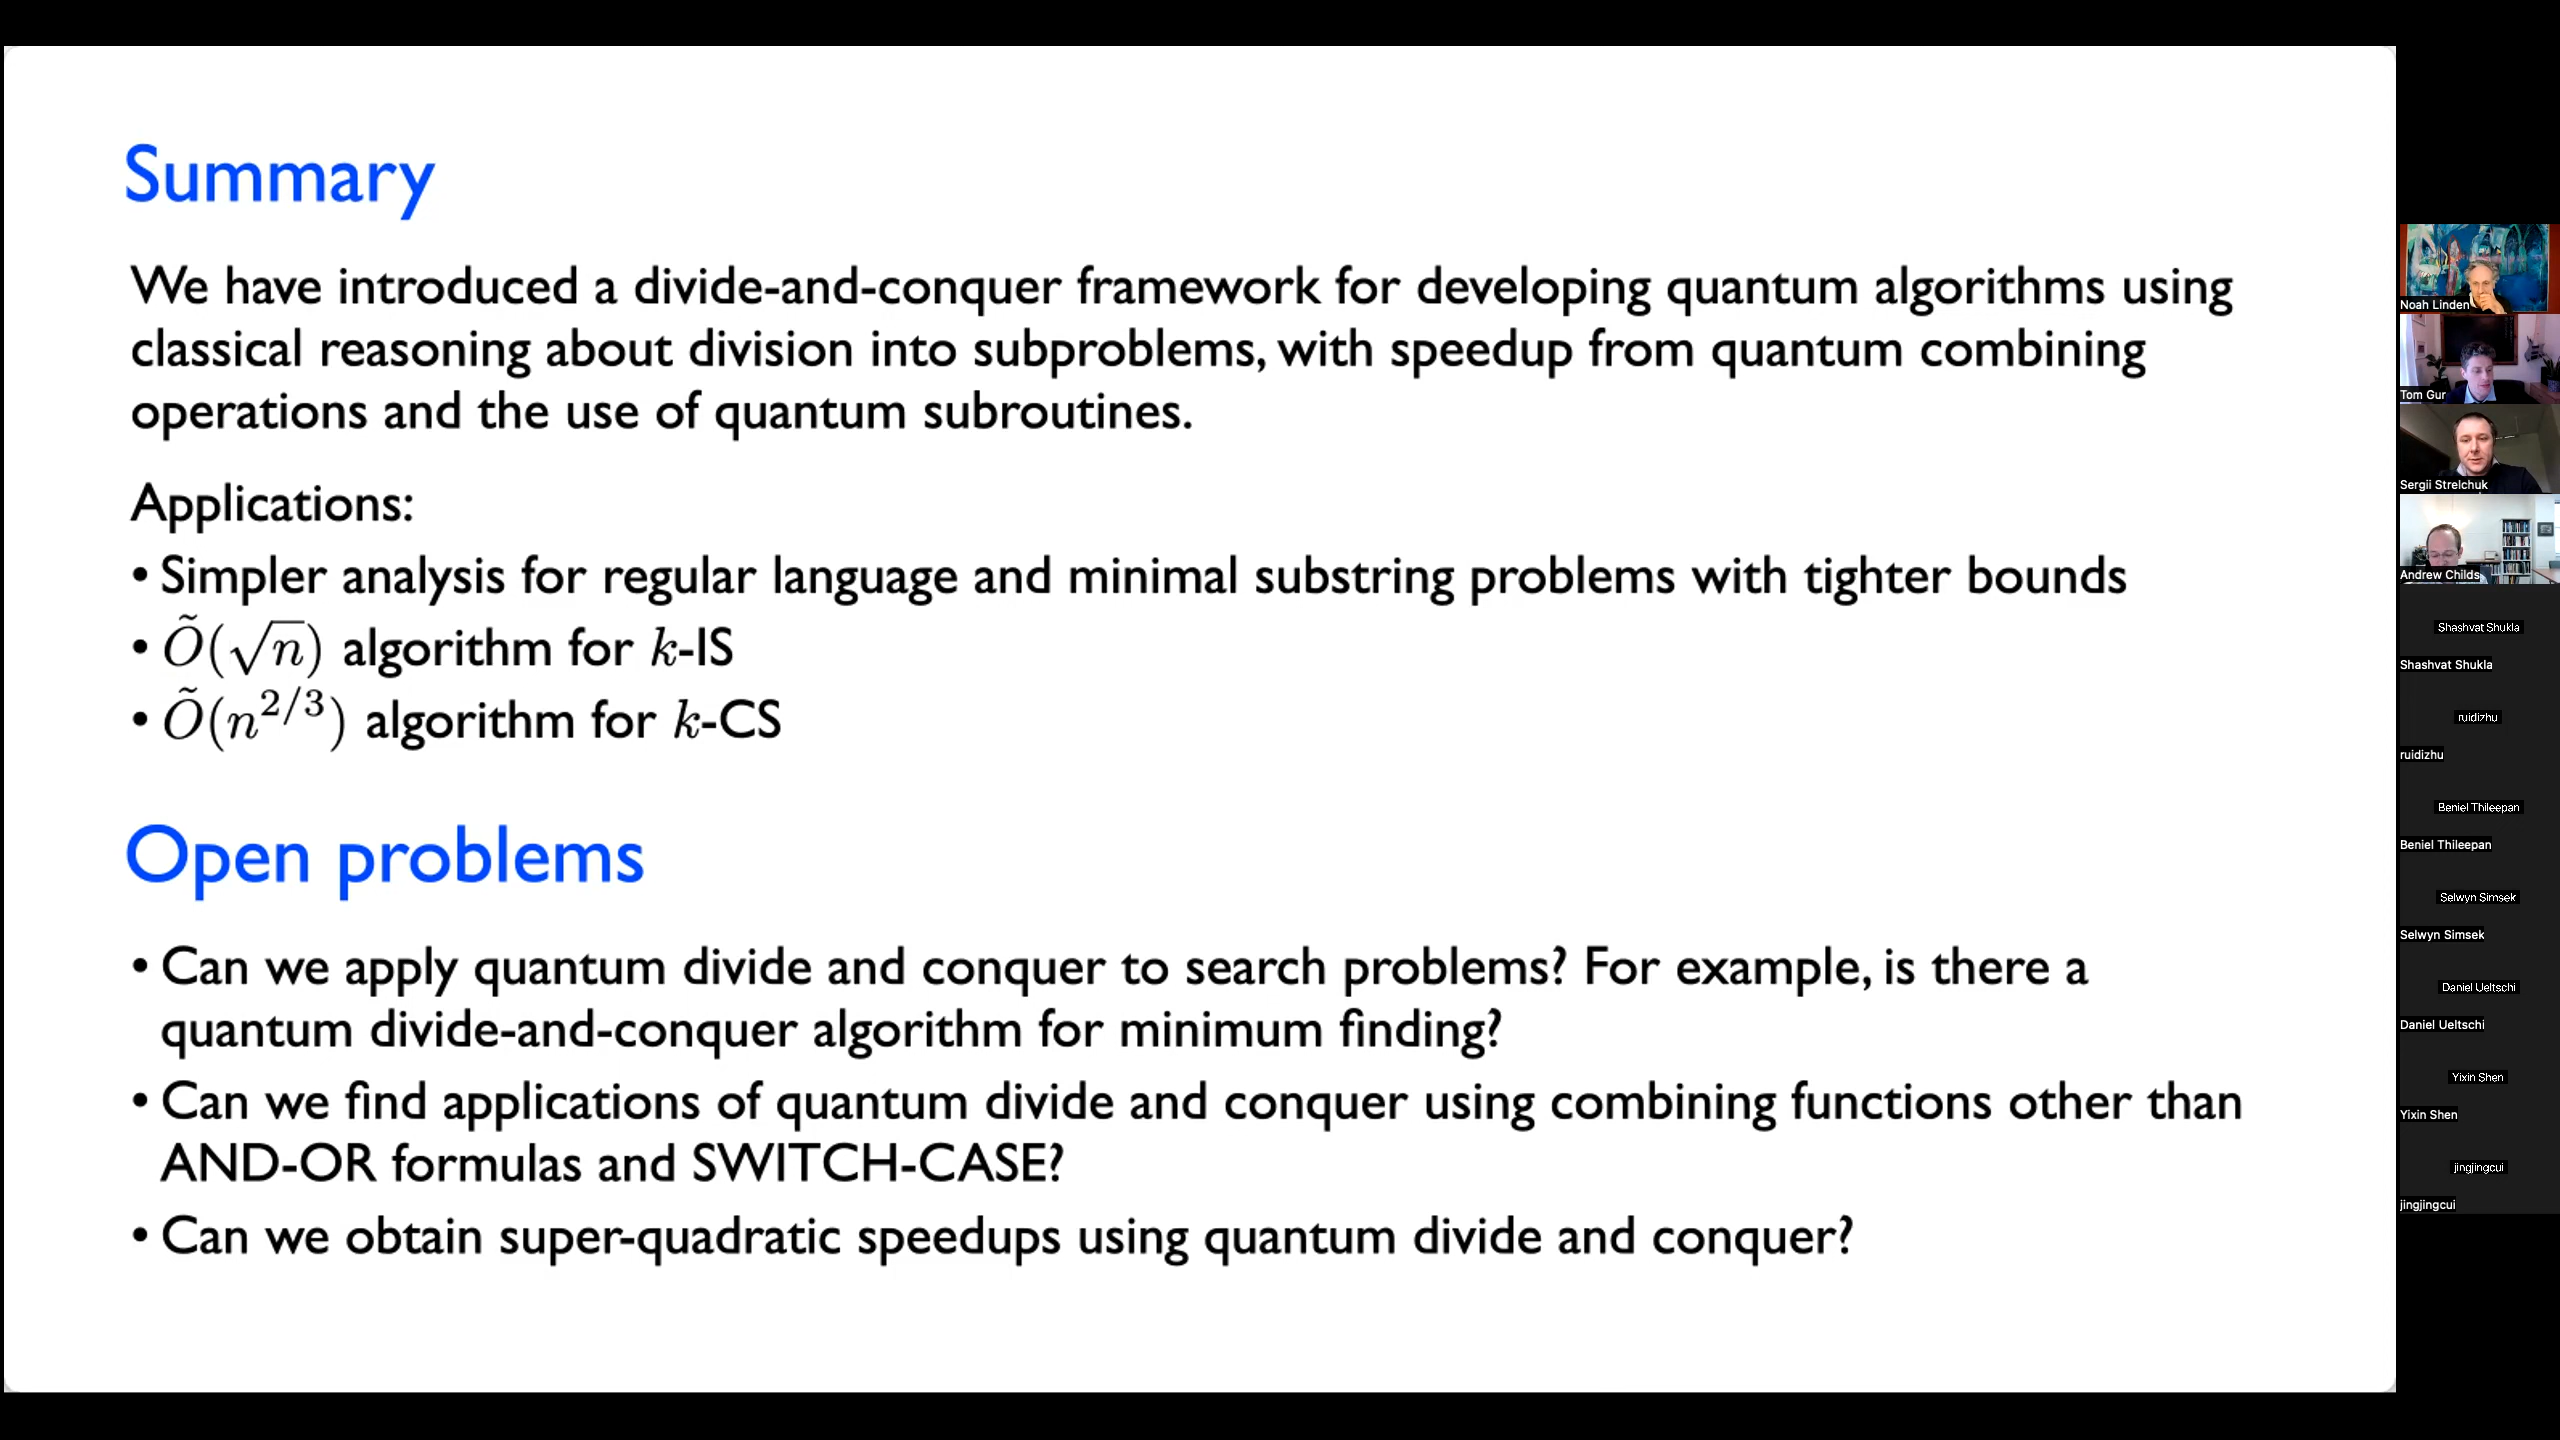 Summary
We have introduced a divide-and-conquer framework for developing quantum algorithms using
classical reasoning about division into subproblems, with speedup from quantum combining
operations and the use of quantum subroutines.
Applications:
• Simpler analysis for regular language and minimal substring problems with tighter bounds
• Õ(√n) algorithm for k-IS
• Õ(n^{2/3}) algorithm for k-CS
Open problems
• Can we apply quantum divide and conquer to search problems? For example, is there a
quantum divide-and-conquer algorithm for minimum finding?
• Can we find applications of quantum divide and conquer using combining functions other than
AND-OR formulas and SWITCH-CASE?
• Can we obtain super-quadratic speedups using quantum divide and conquer?
Noah Linden
Tom Gur
Sergii Strelchuk
Andrew Childs
Shashvat Shukla
Shashvat Shukla
ruidizhu
ruidizhu
Beniel Thileepan
Beniel Thileepan
Selwyn Simsek
Selwyn Simsek
Daniel Ueltschi
Daniel Ueltschi
Yixin Shen
Yixin Shen
jingjingcui
jingjingcui